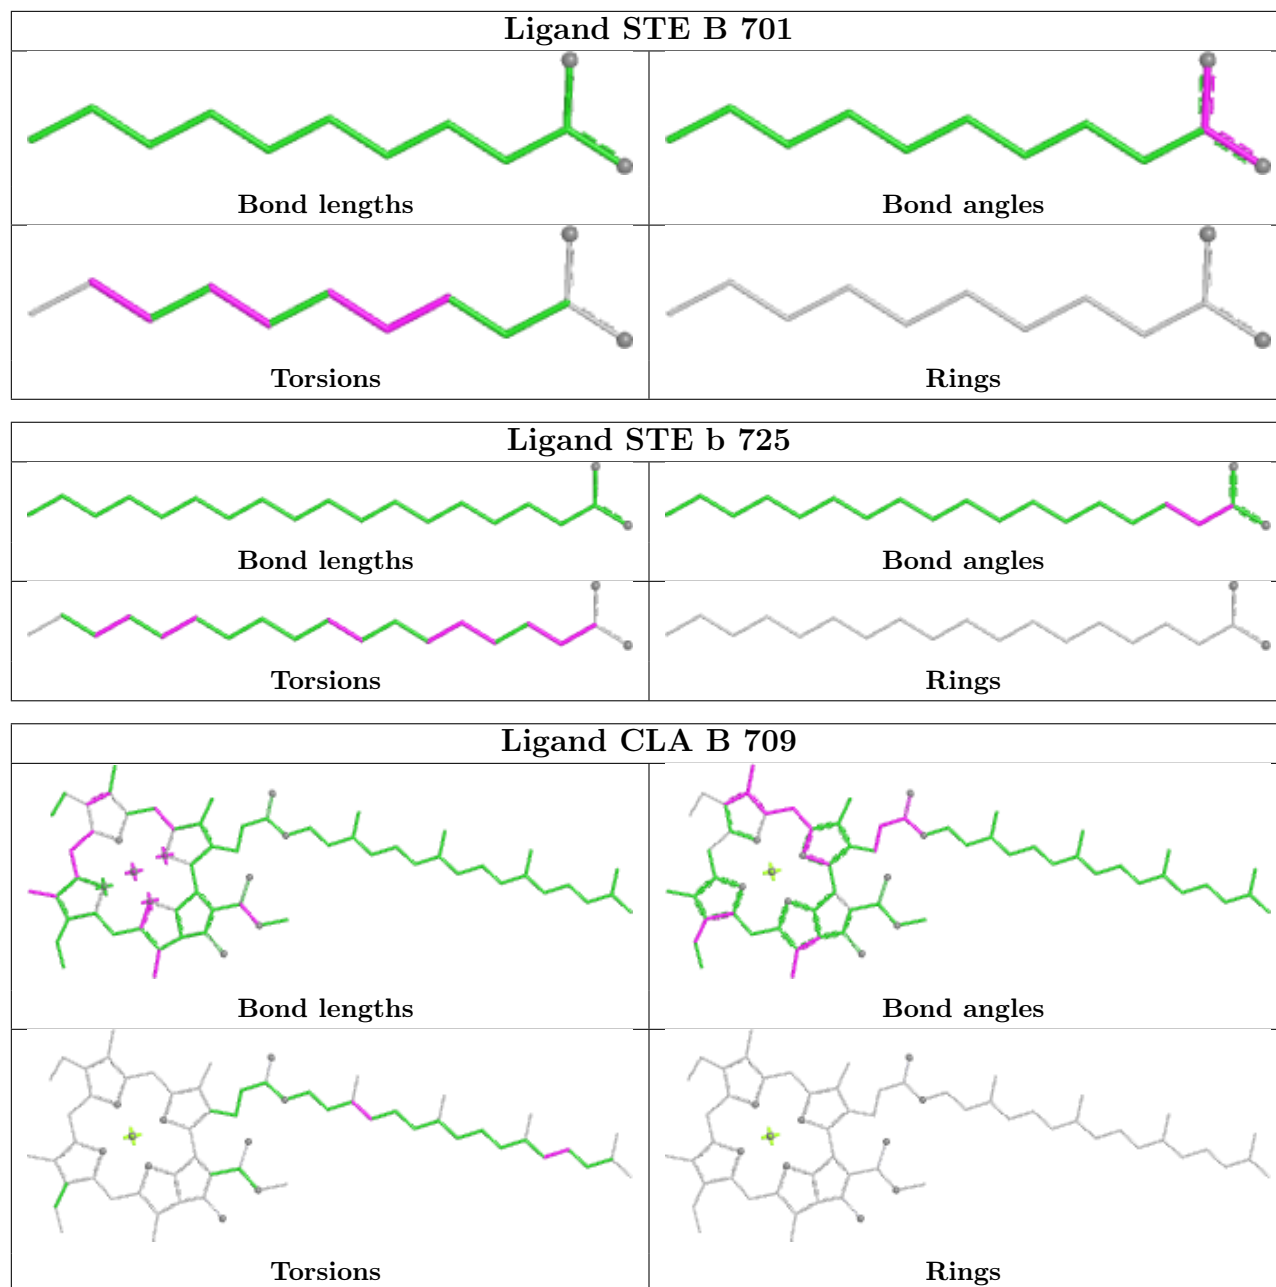 Ligand STE B 701
Bond lengths
Bond angles
Torsions
Rings
Ligand STE b 725
Bond lengths
Bond angles
Torsions
Rings
Ligand CLA B 709
Bond lengths
Bond angles
Torsions
Rings